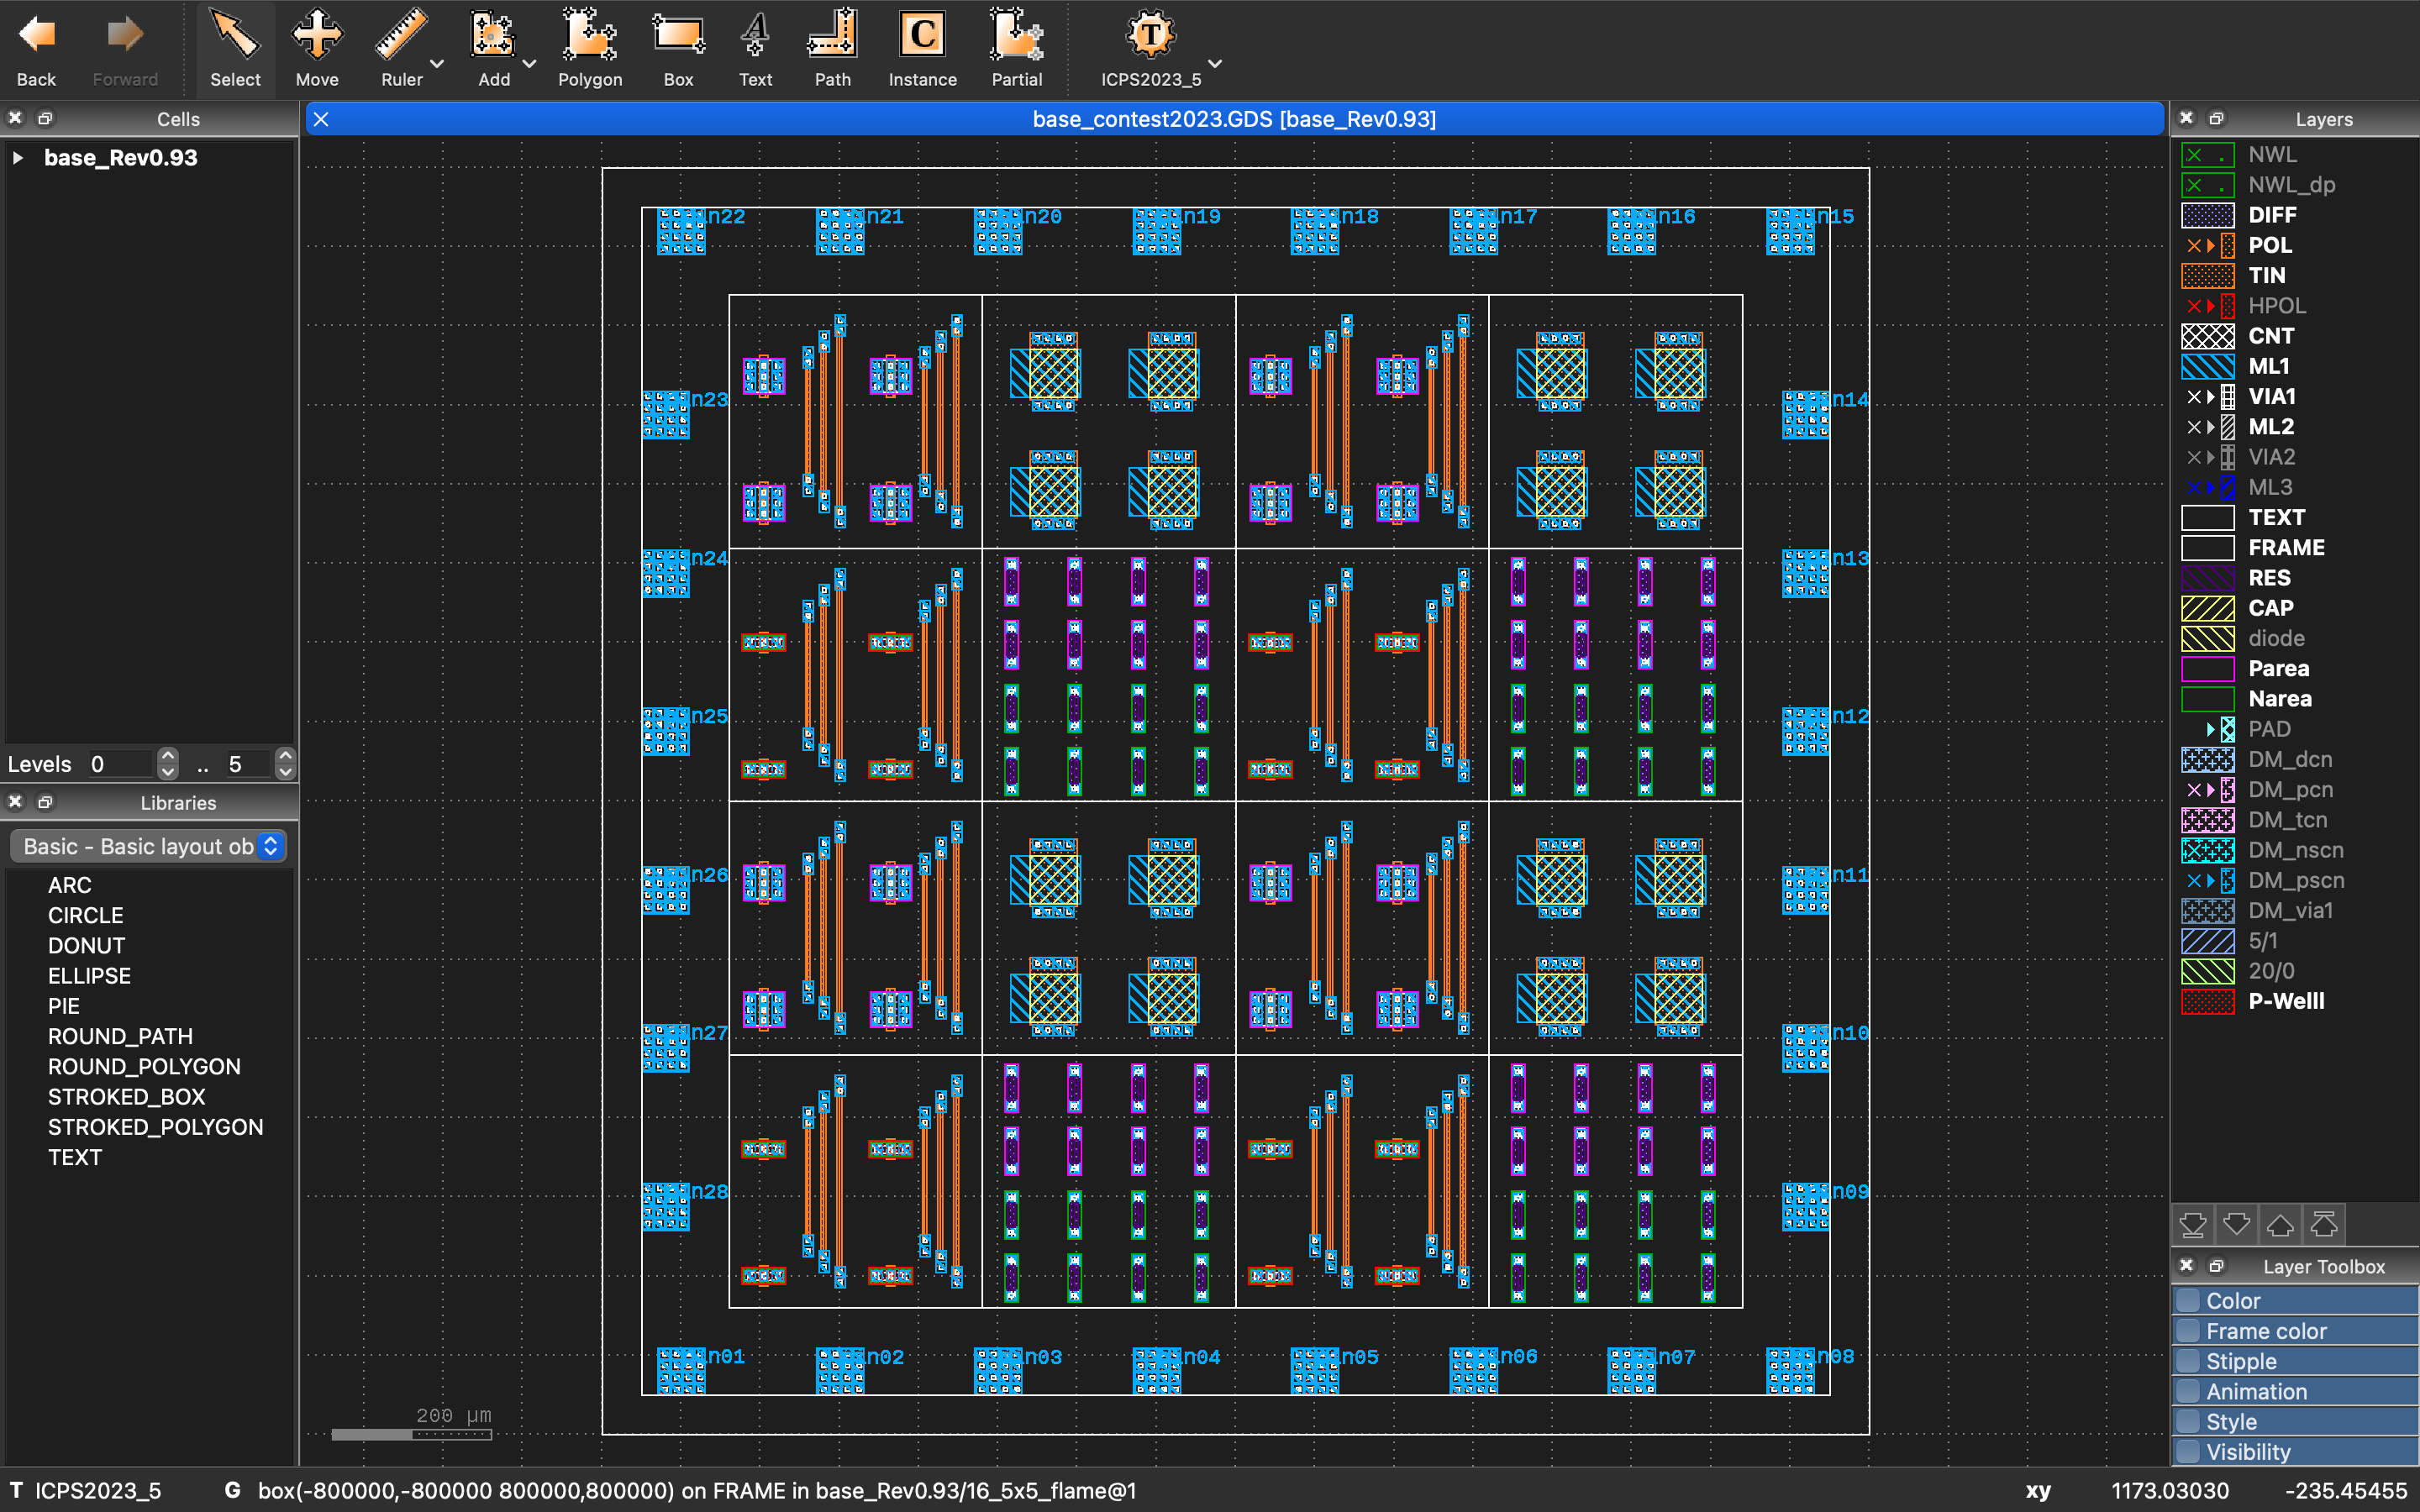 Back
Forward
Select
Move
Ruler
Add
Polygon
Box
Text
Path
Instance
Partial
ICPS2023_5
Cells
base_contest2023.GDS [base_Rev0.93]
Layers
base_Rev0.93
Levels 0 .. 5
Libraries
Basic - Basic layout ob
ARC
CIRCLE
DONUT
ELLIPSE
PIE
ROUND_PATH
ROUND_POLYGON
STROKED_BOX
STROKED_POLYGON
TEXT
n22
n21
n20
n19
n18
n17
n16
n15
n23
n14
n24
n13
n25
n12
n26
n11
n27
n10
n28
n09
n01
n02
n03
n04
n05
n06
n07
n08
200 µm
NWL
NWL_dp
DIFF
POL
TIN
HPOL
CNT
ML1
VIA1
ML2
VIA2
ML3
TEXT
FRAME
RES
CAP
diode
Parea
Narea
PAD
DM_dcn
DM_pcn
DM_tcn
DM_nscn
DM_pscn
DM_via1
5/1
20/0
P-Welll
Layer Toolbox
Color
Frame color
Stipple
Animation
Style
Visibility
T ICPS2023_5 G box(-800000,-800000 800000,800000) on FRAME in base_Rev0.93/16_5x5_flame@1 xy 1173.03030 -235.45455